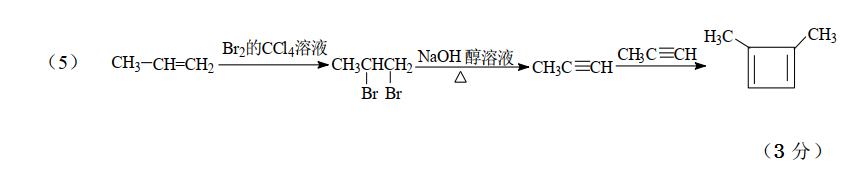 (5) CH3-CH=CH2 Br2的CCl4溶液 CH3CHCH2 NaOH 醇溶液 △ CH3C≡CH CH3C≡CH H3C CH3
Br Br
(3 分)